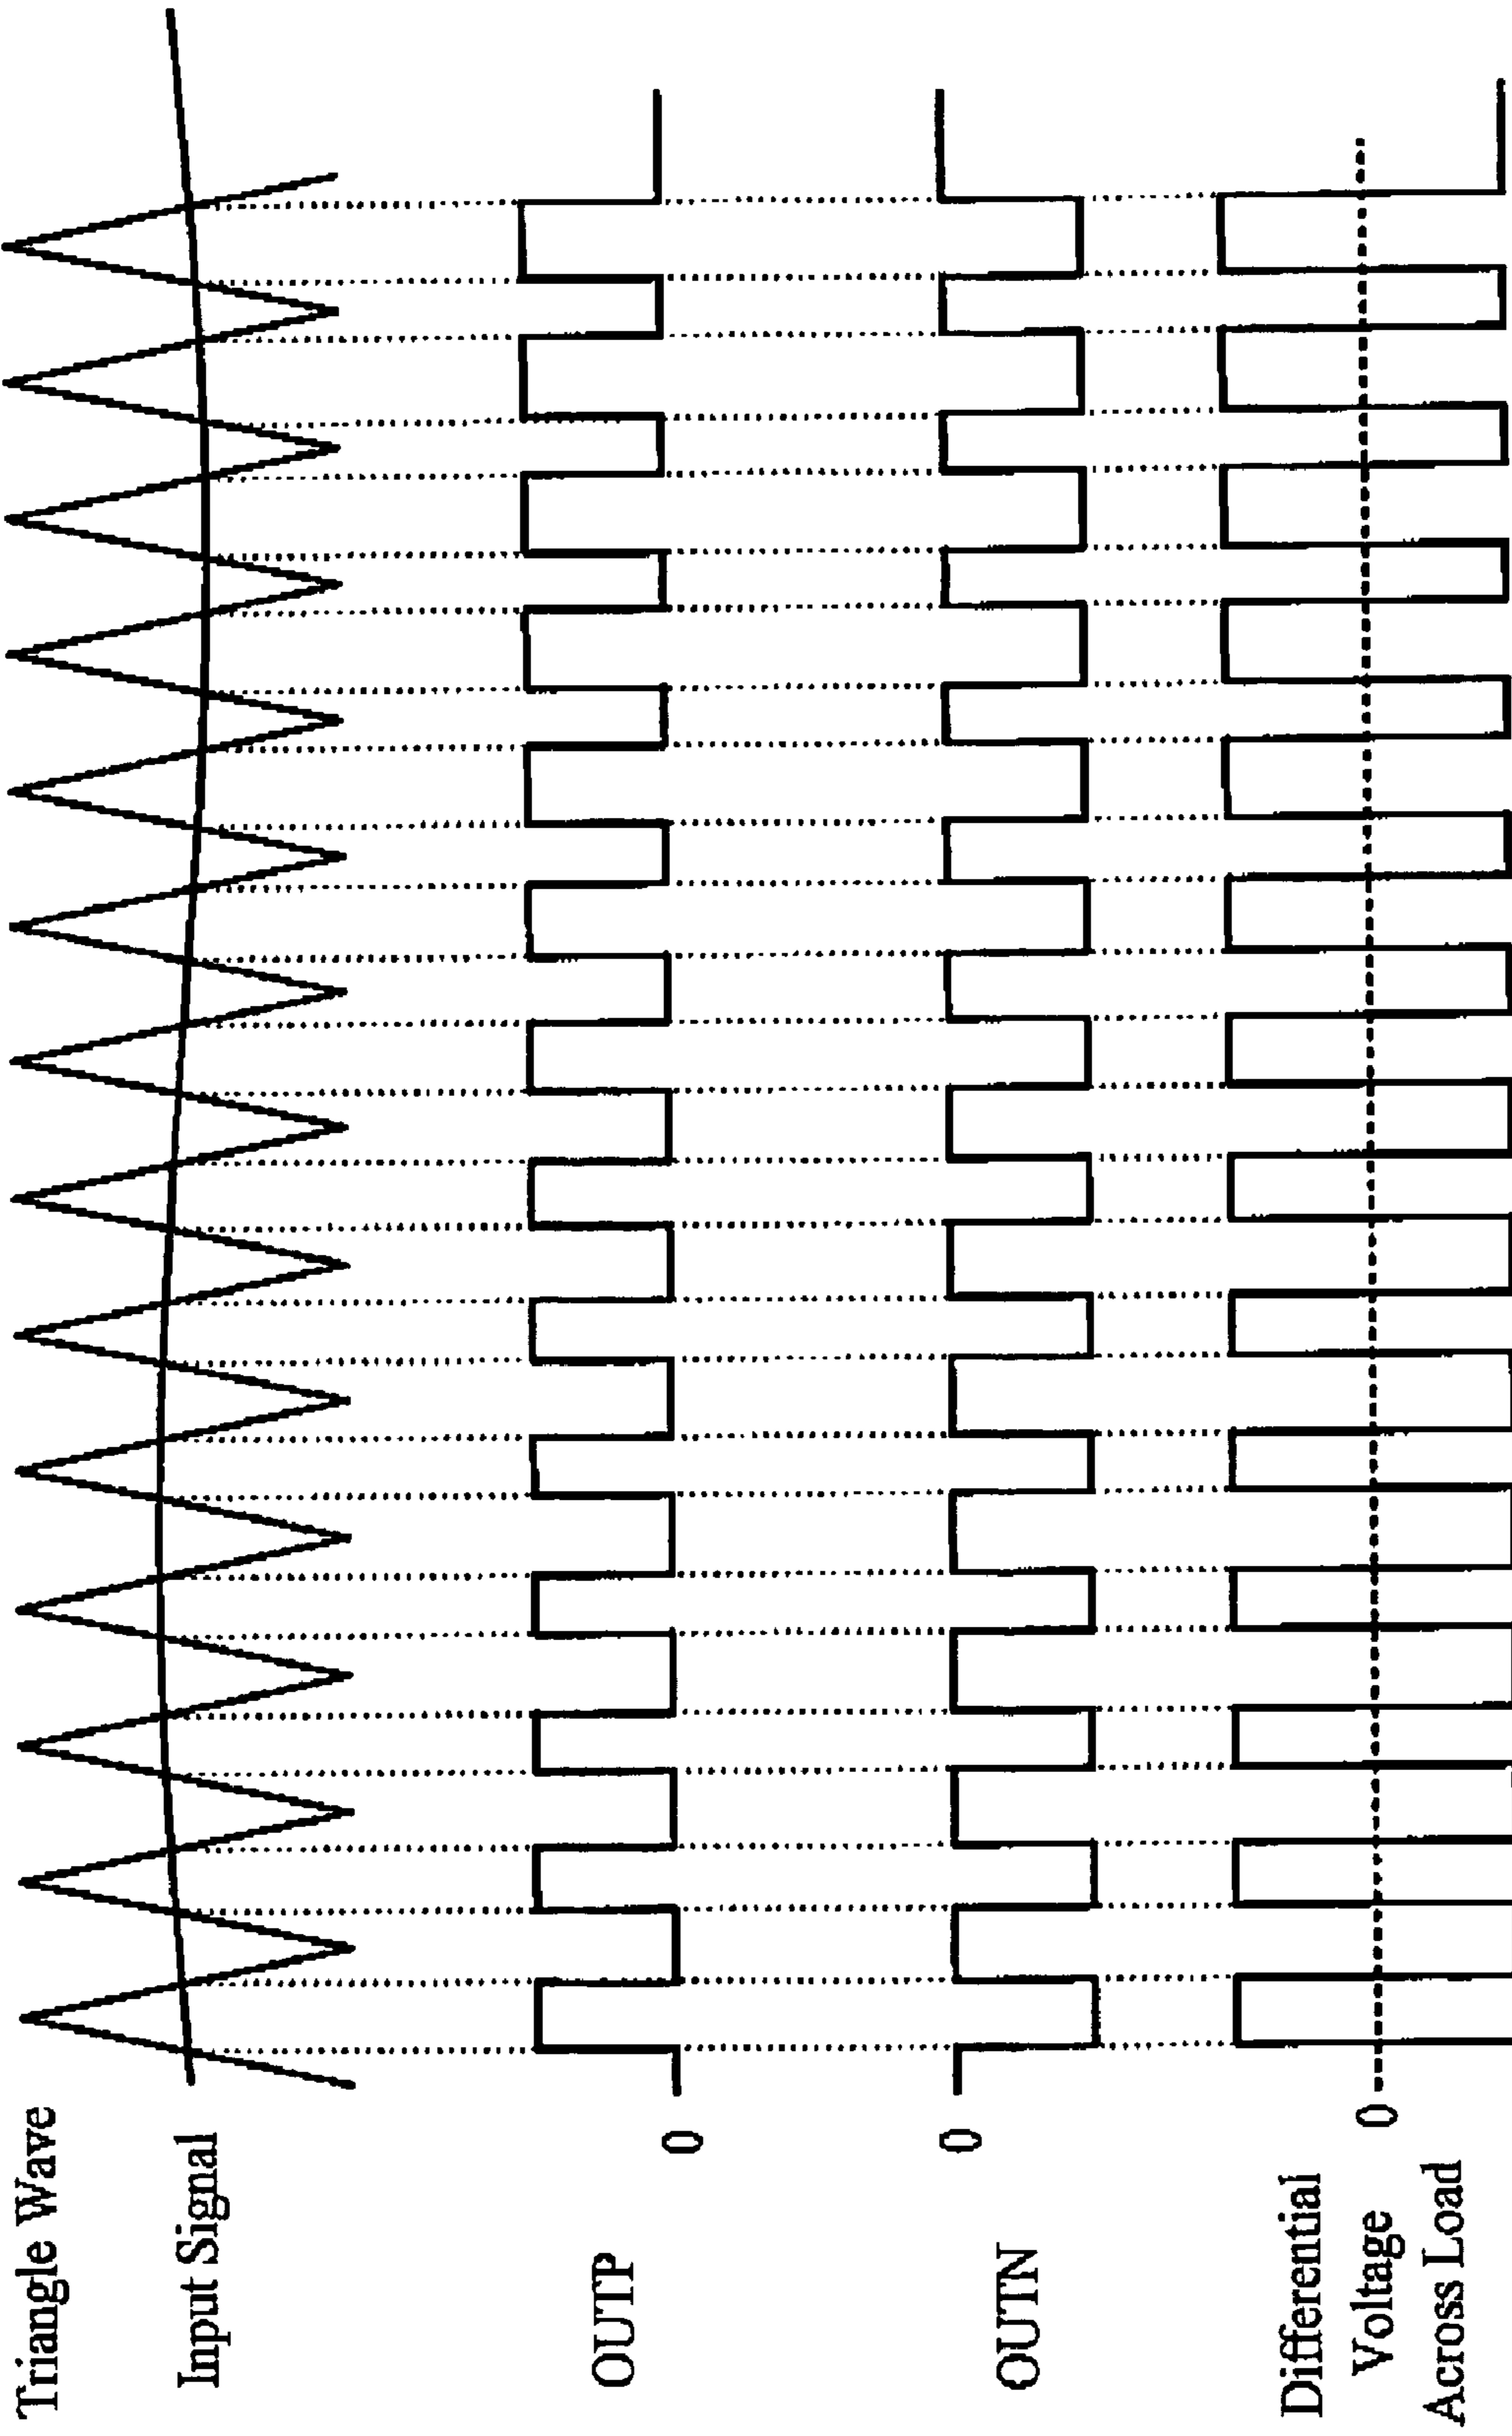 Triangle Wave
Input Signal
OUTP
0
OUTN
0
Differential
Voltage
Across Load
0